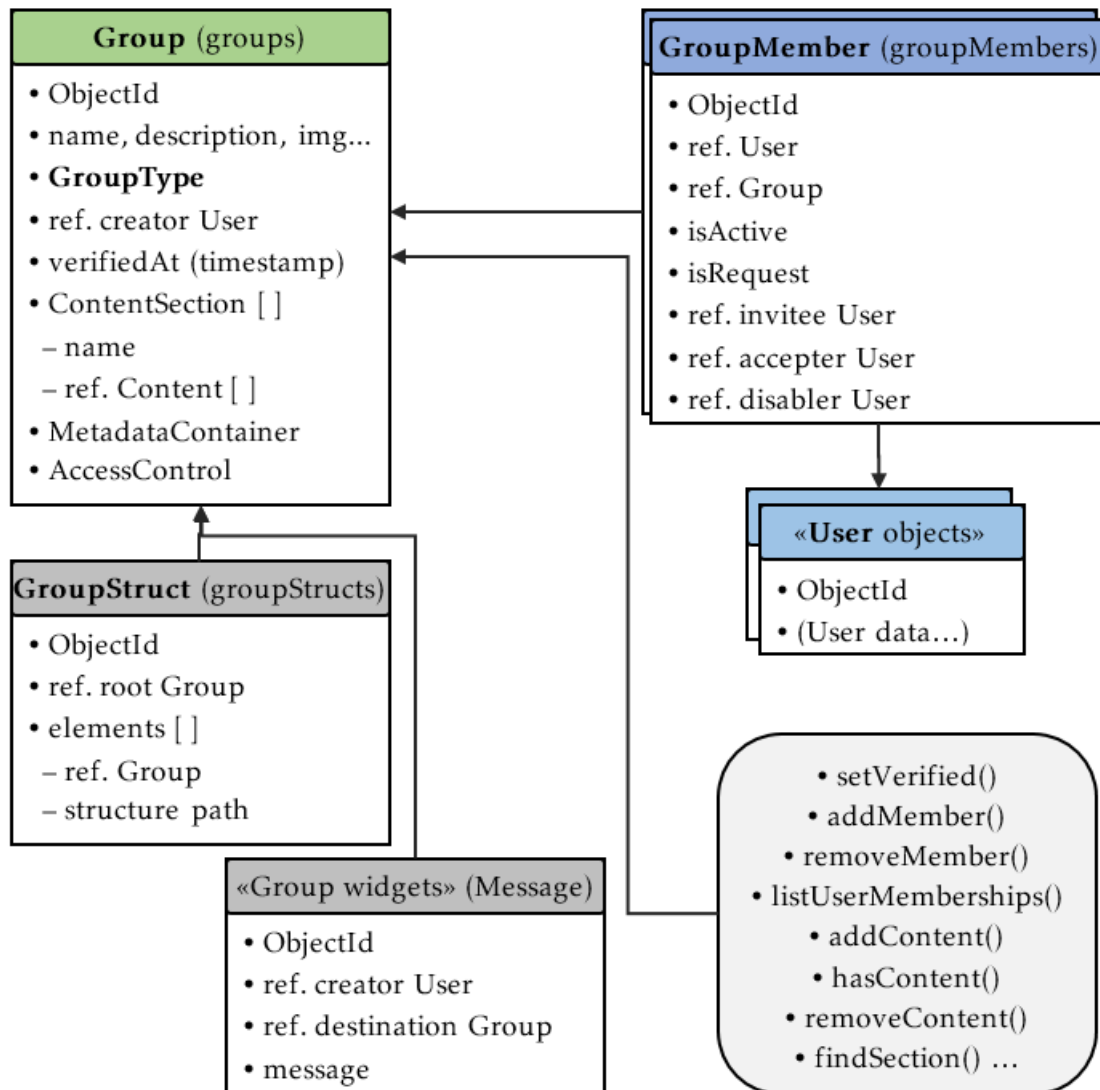 Group (groups)
• ObjectId
• name, description, img...
• GroupType
• ref. creator User
• verifiedAt (timestamp)
• ContentSection [ ]
– name
– ref. Content [ ]
• MetadataContainer
• AccessControl
GroupMember (groupMembers)
• ObjectId
• ref. User
• ref. Group
• isActive
• isRequest
• ref. invitee User
• ref. accepter User
• ref. disabler User
«User objects»
• ObjectId
• (User data...)
GroupStruct (groupStructs)
• ObjectId
• ref. root Group
• elements [ ]
– ref. Group
– structure path
«Group widgets» (Message)
• ObjectId
• ref. creator User
• ref. destination Group
• message
• setVerified()
• addMember()
• removeMember()
• listUserMemberships()
• addContent()
• hasContent()
• removeContent()
• findSection() ...